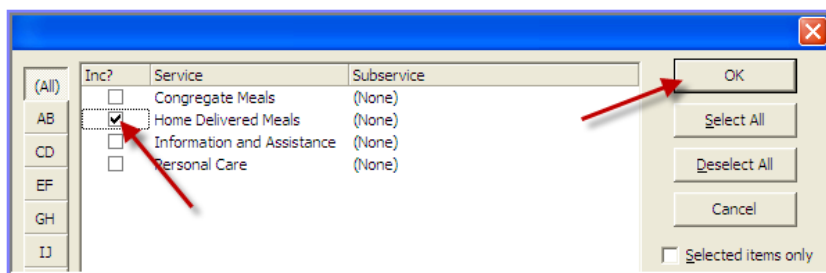 (All)
AB
CD
EF
GH
IJ
Inc? Service Subservice
Congregate Meals (None)
Home Delivered Meals (None)
Information and Assistance (None)
Personal Care (None)
OK
Select All
Deselect All
Cancel
Selected items only